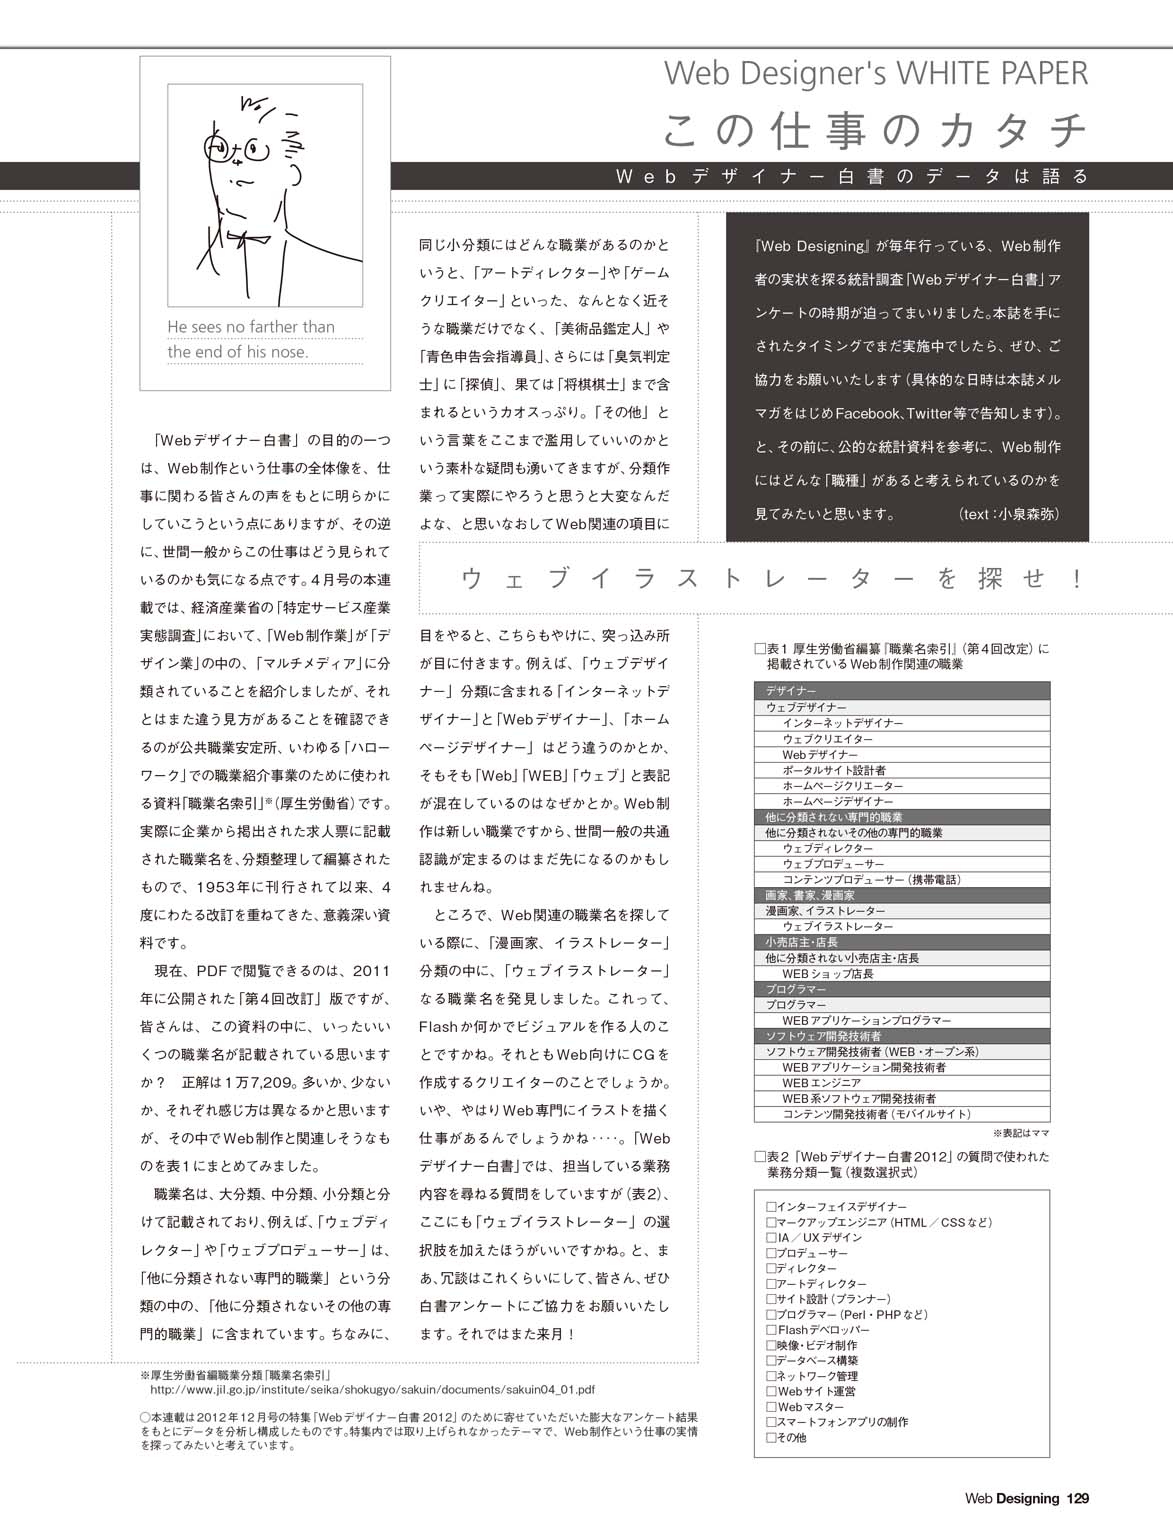 Web Designer's WHITE PAPER
この仕事のカタチ
Webデザイナー白書のデータは語る
He sees no farther than
the end of his nose.
『Web Designing』が毎年行っている、Web制作
者の実状を探る統計調査「Webデザイナー白書」ア
ンケートの時期が迫ってまいりました。本誌を手に
されたタイミングでまだ実施中でしたら、ぜひ、ご
協力をお願いいたします（具体的な日時は本誌メル
マガをはじめFacebook、Twitter等で告知します）。
と、その前に、公的な統計資料を参考に、Web制作
にはどんな「職種」があると考えられているのかを
見てみたいと思います。　（text：小泉森弥）
ウェブイラストレーターを探せ！
「Webデザイナー白書」の目的の一つ
は、Web制作という仕事の全体像を、仕
事に関わる皆さんの声をもとに明らかに
していこうという点にありますが、その逆
に、世間一般からこの仕事はどう見られて
いるのかも気になる点です。4月号の本連
載では、経済産業省の「特定サービス産業
実態調査」において、「Web制作業」が「デ
ザイン業」の中の、「マルチメディア」に分
類されていることを紹介しましたが、それ
とはまた違う見方があることを確認でき
るのが公共職業安定所、いわゆる「ハロー
ワーク」での職業紹介事業のために使われ
る資料「職業名索引」※（厚生労働省）です。
実際に企業から掲出された求人票に記載
された職業名を、分類整理して編纂された
もので、1953年に刊行されて以来、4
度にわたる改訂を重ねてきた、意義深い資
料です。
現在、PDFで閲覧できるのは、2011
年に公開された「第4回改訂」版ですが、
皆さんは、この資料の中に、いったいい
くつの職業名が記載されている思います
か？　正解は1万7,209。多いか、少ない
か、それぞれ感じ方は異なるかと思います
が、その中でWeb制作と関連しそうなも
のを表1にまとめてみました。
職業名は、大分類、中分類、小分類と分
けて記載されており、例えば、「ウェブディ
レクター」や「ウェブプロデューサー」は、
「他に分類されない専門的職業」という分
類の中の、「他に分類されないその他の専
門的職業」に含まれています。ちなみに、
同じ小分類にはどんな職業があるのかと
いうと、「アートディレクター」や「ゲーム
クリエイター」といった、なんとなく近そ
うな職業だけでなく、「美術品鑑定人」や
「青色申告会指導員」、さらには「臭気判定
士」に「探偵」、果ては「将棋棋士」まで含
まれるというカオスっぷり。「その他」と
いう言葉をここまで濫用していいのかと
いう素朴な疑問も湧いてきますが、分類作
業って実際にやろうと思うと大変なんだ
よな、と思いなおしてWeb関連の項目に
目をやると、こちらもやけに、突っ込み所
が目に付きます。例えば、「ウェブデザイ
ナー」分類に含まれる「インターネットデ
ザイナー」と「Webデザイナー」、「ホーム
ページデザイナー」はどう違うのかとか、
そもそも「Web」「WEB」「ウェブ」と表記
が混在しているのはなぜかとか。Web制
作は新しい職業ですから、世間一般の共通
認識が定まるのはまだ先になるのかもし
れませんね。
ところで、Web関連の職業名を探して
いる際に、「漫画家、イラストレーター」
分類の中に、「ウェブイラストレーター」
なる職業名を発見しました。これって、
Flashか何かでビジュアルを作る人のこ
とですかね。それともWeb向けにCGを
作成するクリエイターのことでしょうか。
いや、やはりWeb専門にイラストを描く
仕事があるんでしょうかね‥‥。「Web
デザイナー白書」では、担当している業務
内容を尋ねる質問をしていますが（表2）、
ここにも「ウェブイラストレーター」の選
択肢を加えたほうがいいですかね。と、ま
あ、冗談はこれくらいにして、皆さん、ぜひ
白書アンケートにご協力をお願いいたし
ます。それではまた来月！
□表1 厚生労働省編纂『職業名索引』（第4回改定）に
掲載されているWeb制作関連の職業
デザイナー
ウェブデザイナー
インターネットデザイナー
ウェブクリエイター
Webデザイナー
ポータルサイト設計者
ホームページクリエーター
ホームページデザイナー
他に分類されない専門的職業
他に分類されないその他の専門的職業
ウェブディレクター
ウェブプロデューサー
コンテンツプロデューサー（携帯電話）
画家、書家、漫画家
漫画家、イラストレーター
ウェブイラストレーター
小売店主・店長
他に分類されない小売店主・店長
WEBショップ店長
プログラマー
プログラマー
WEBアプリケーションプログラマー
ソフトウェア開発技術者
ソフトウェア開発技術者（WEB・オープン系）
WEBアプリケーション開発技術者
WEBエンジニア
WEB系ソフトウェア開発技術者
コンテンツ開発技術者（モバイルサイト）
※表記はママ
□表2「Webデザイナー白書2012」の質問で使われた
業務分類一覧（複数選択式）
□インターフェイスデザイナー
□マークアップエンジニア（HTML／CSSなど）
□IA／UXデザイン
□プロデューサー
□ディレクター
□アートディレクター
□サイト設計（プランナー）
□プログラマー（Perl・PHPなど）
□Flashデベロッパー
□映像・ビデオ制作
□データベース構築
□ネットワーク管理
□Webサイト運営
□Webマスター
□スマートフォンアプリの制作
□その他
※厚生労働省編職業分類「職業名索引」
http://www.jil.go.jp/institute/seika/shokugyo/sakuin/documents/sakuin04_01.pdf
○本連載は2012年12月号の特集「Webデザイナー白書2012」のために寄せていただいた膨大なアンケート結果
をもとにデータを分析し構成したものです。特集内では取り上げられなかったテーマで、Web制作という仕事の実情
を探ってみたいと考えています。
Web Designing 129